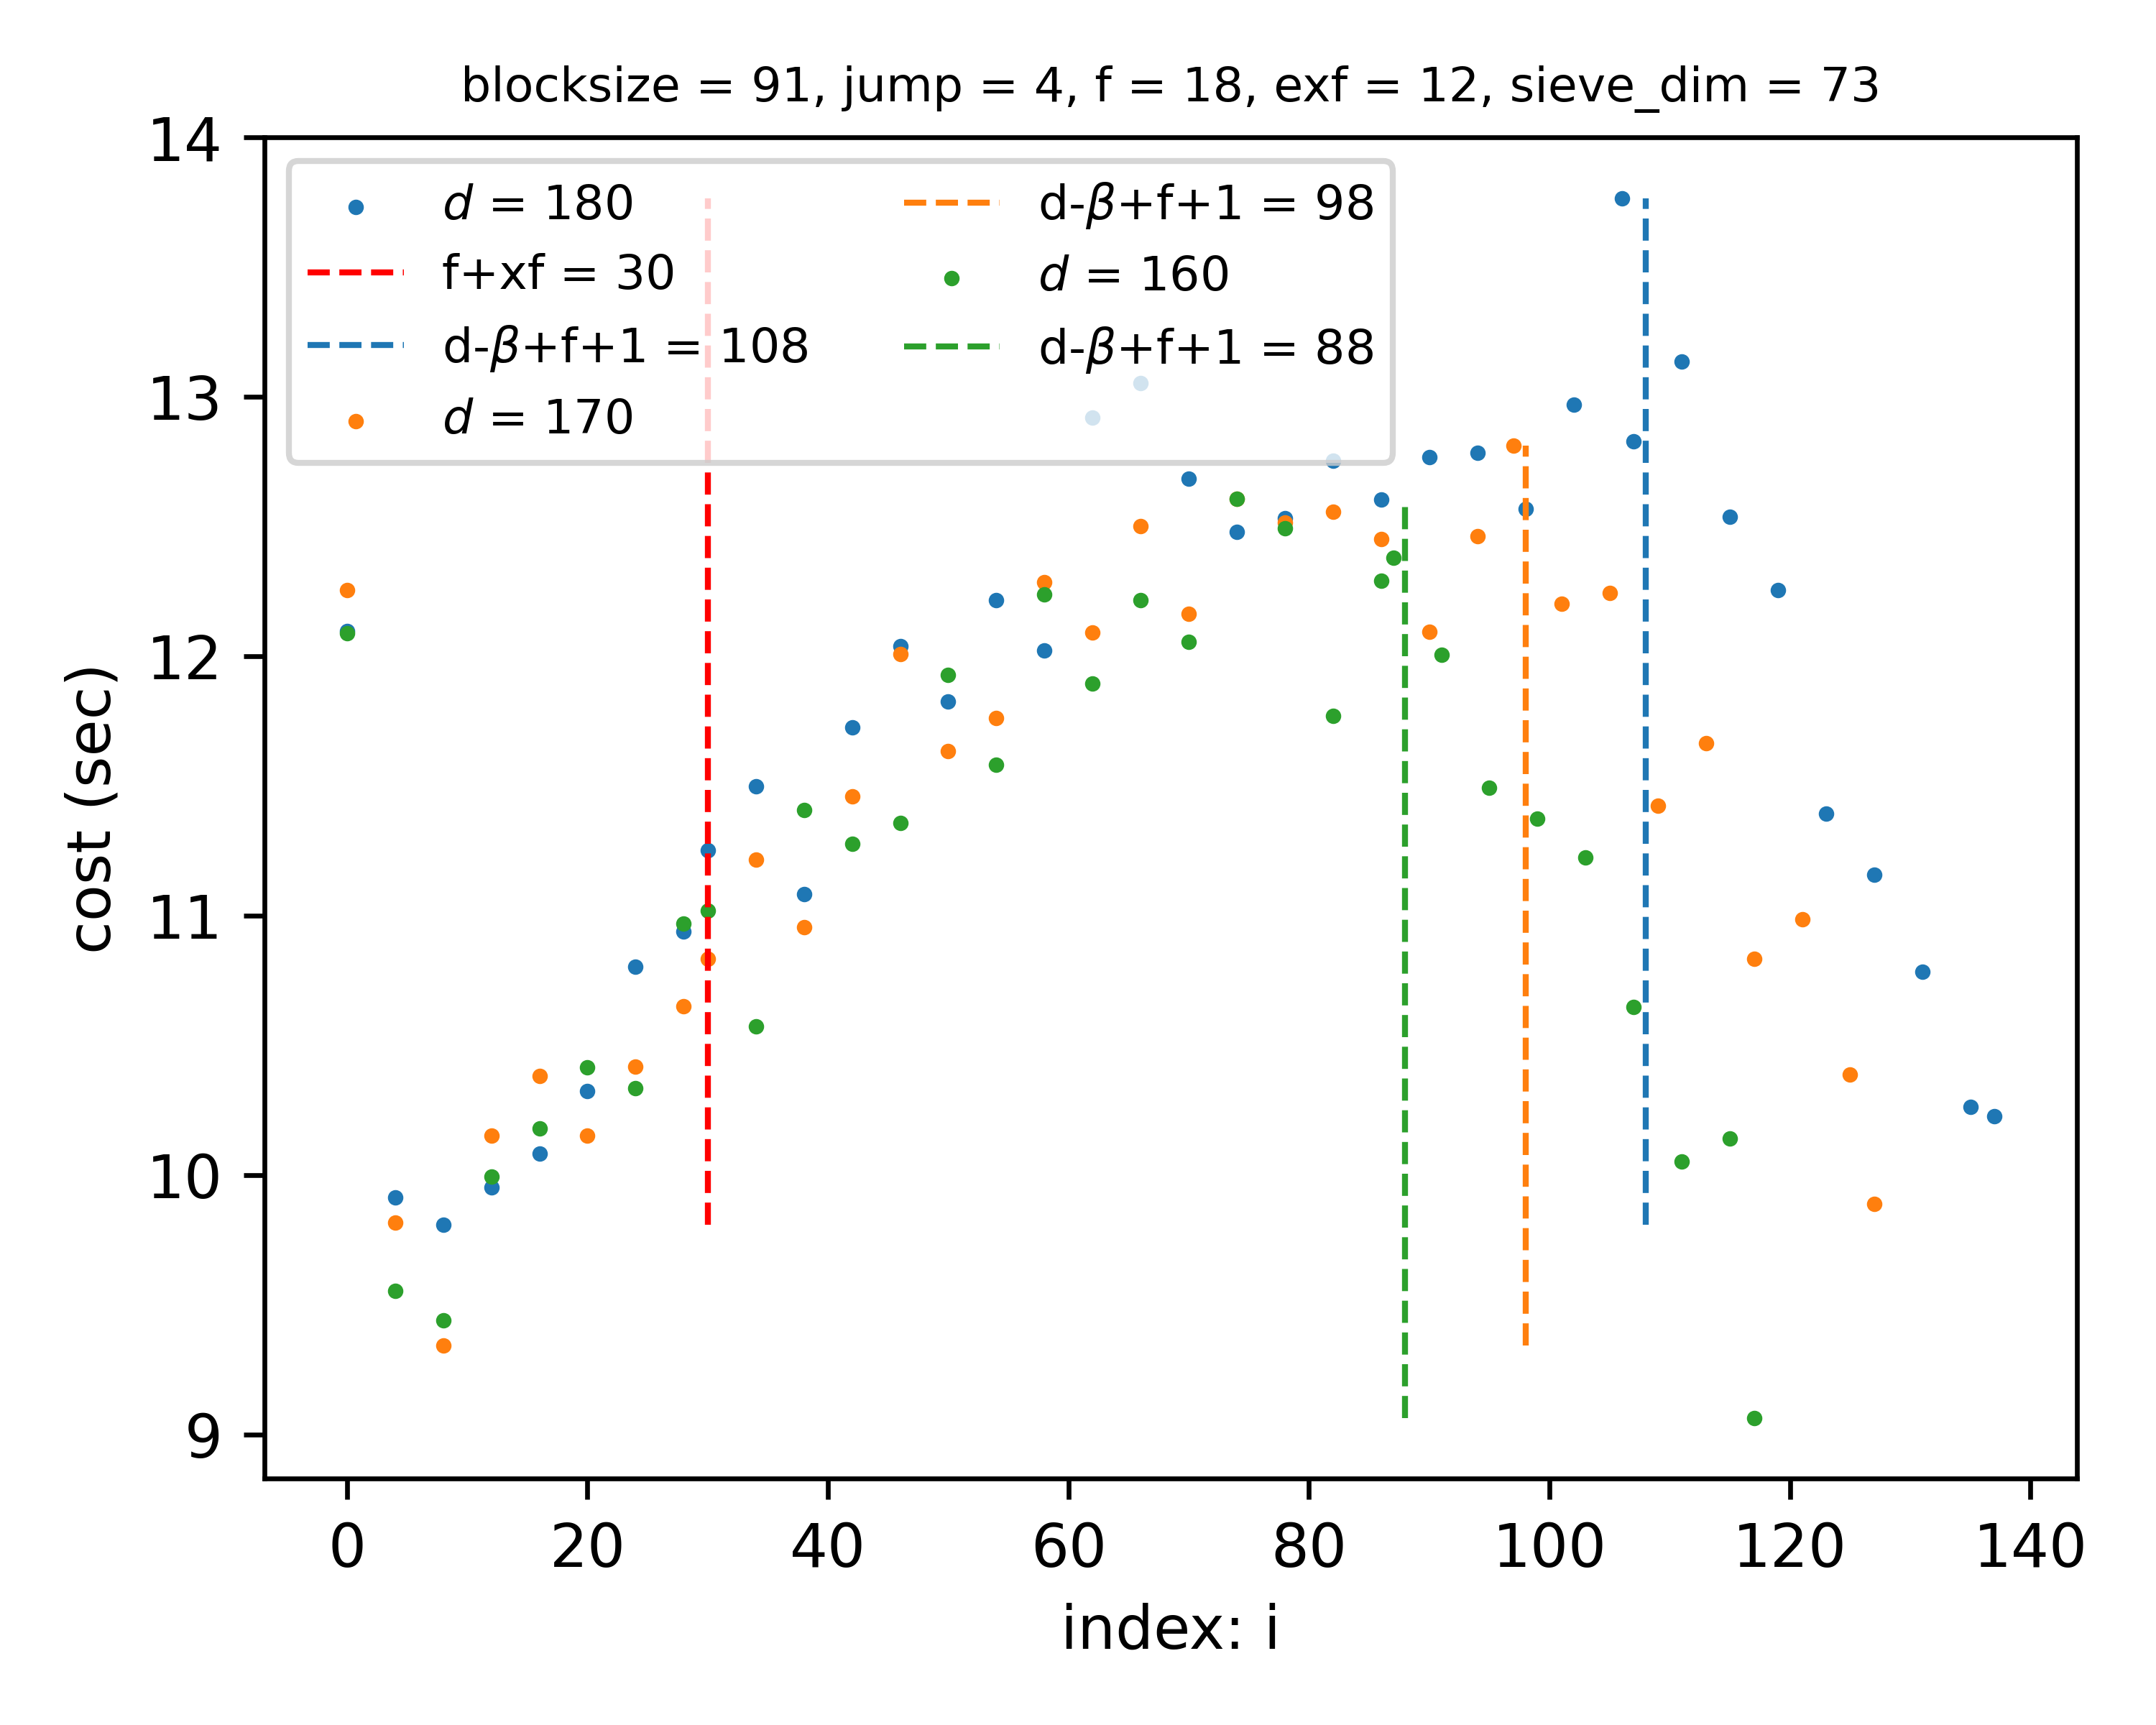 blocksize = 91, jump = 4, f = 18, exf = 12, sieve_dim = 73
14
13
12
11
10
9
cost (sec)
d = 180
f+xf = 30
d-β+f+1 = 108
d = 170
d-β+f+1 = 98
d = 160
d-β+f+1 = 88
0 20 40 60 80 100 120 140
index: i